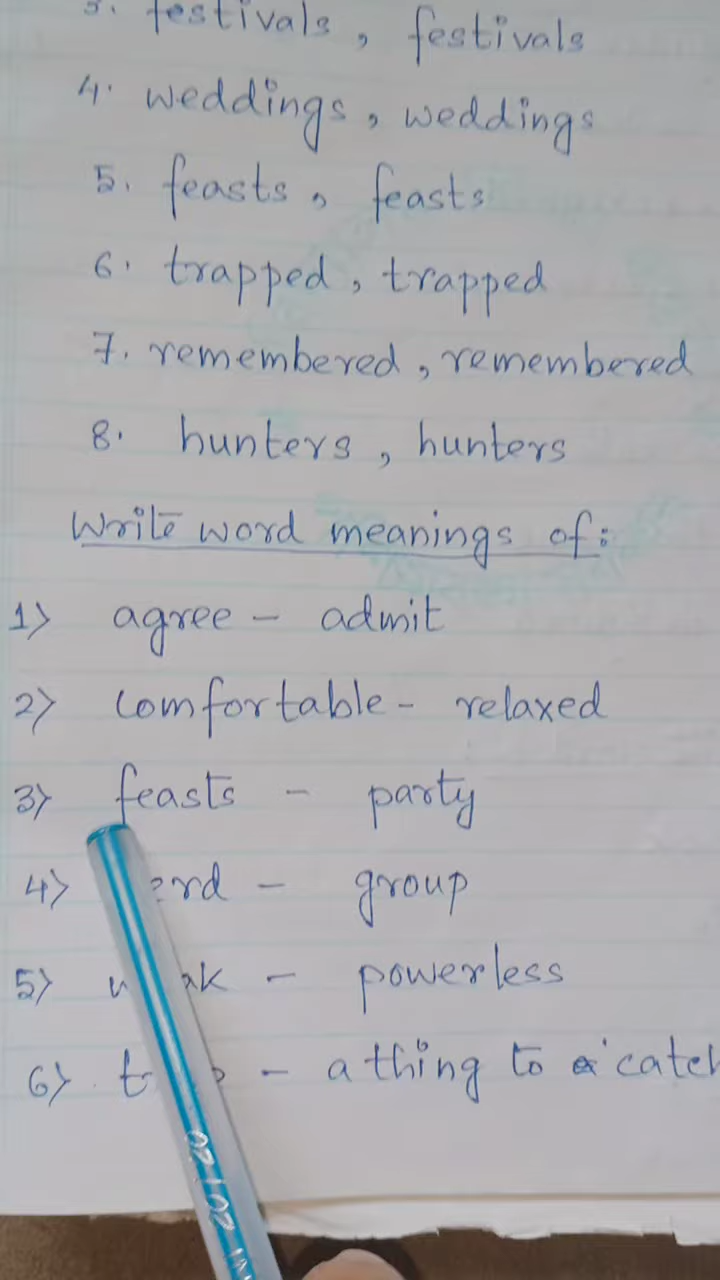 3. festivals, festivals
4. weddings, weddings
5. feasts, feasts
6. trapped, trapped
7. remembered, remembered
8. hunters, hunters
Write word meanings of:
1) agree - admit
2) comfortable - relaxed
3) feasts - party
4) - group
5) - powerless
6) - a thing to catch